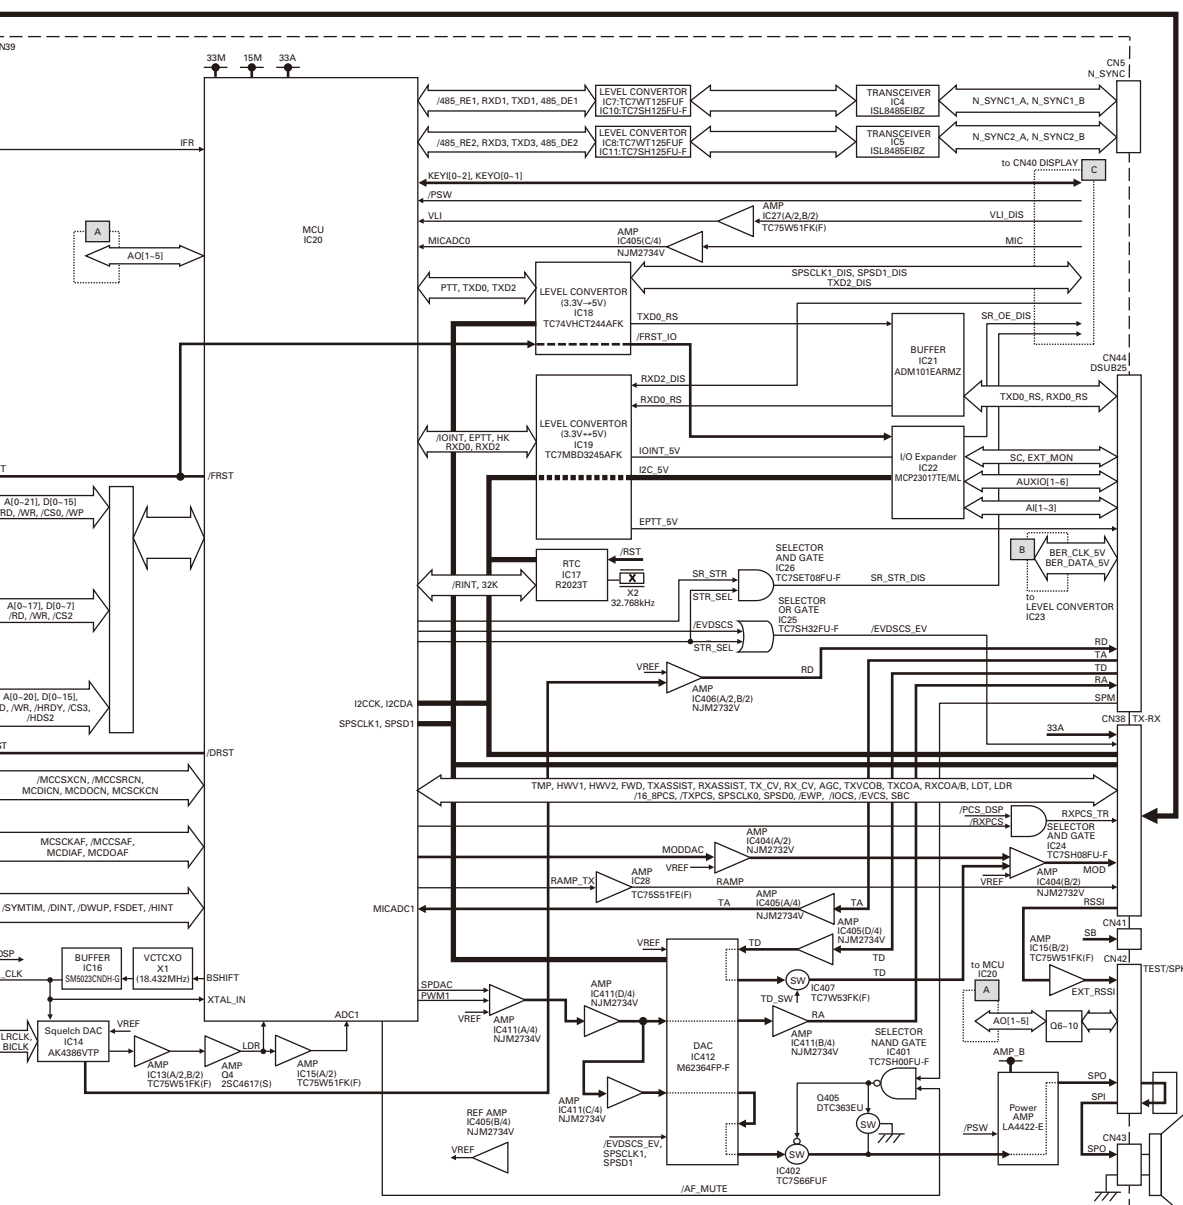 N39
33M 15M 33A
CN5
N_SYNC
/485_RE1, RXD1, TXD1, 485_DE1
LEVEL CONVERTOR
IC7:TC7WT125FUF
IC10:TC7SH125FU-F
TRANSCEIVER
IC4
ISL8485EIBZ
N_SYNC1_A, N_SYNC1_B
/485_RE2, RXD3, TXD3, 485_DE2
LEVEL CONVERTOR
IC8:TC7WT125FUF
IC11:TC7SH125FU-F
TRANSCEIVER
IC5
ISL8485EIBZ
N_SYNC2_A, N_SYNC2_B
IFR
to CN40 DISPLAY
C
KEYI[0~2], KEYO[0~1]
/PSW
VLI
AMP
IC27(A/2,B/2)
TC75W51FK(F)
VLI_DIS
MCU
IC20
A
AO[1~5]
MICADC0
AMP
IC405(C/4)
NJM2734V
MIC
PTT, TXD0, TXD2
LEVEL CONVERTOR
(3.3V→5V)
IC18
TC74VHCT244AFK
SPSCLK1_DIS, SPSD1_DIS
TXD2_DIS
TXD0_RS
/FRST_IO
SR_OE_DIS
BUFFER
IC21
ADM101EARMZ
CN44
DSUB25
RXD2_DIS
RXD0_RS
TXD0_RS, RXD0_RS
LEVEL CONVERTOR
(3.3V↔5V)
IC19
TC7MBD3245AFK
/IOINT, EPTT, HK
RXD0, RXD2
IOINT_5V
I2C_5V
I/O Expander
IC22
MCP23017TE/ML
SC, EXT_MON
AUXIO[1~6]
AI[1~3]
T
/FRST
A[0~21], D[0~15]
RD, /WR, /CS0, /WP
EPTT_5V
B
BER_CLK_5V
BER_DATA_5V
to
LEVEL CONVERTOR
IC23
/RINT, 32K
RTC
IC17
R2023T
/RST
X
X2
32.768kHz
SR_STR
STR_SEL
SELECTOR
AND GATE
IC26
TC7SET08FU-F
SR_STR_DIS
SELECTOR
OR GATE
IC25
TC7SH32FU-F
/EVDSCS
STR_SEL
/EVDSCS_EV
A[0~17], D[0~7]
/RD, /WR, /CS2
VREF
RD
AMP
IC406(A/2,B/2)
NJM2732V
RD
TA
TD
RA
SPM
A[0~20], D[0~15],
D, /WR, /HRDY, /CS3,
/HDS2
I2CCK, I2CDA
SPSCLK1, SPSD1
CN38 TX-RX
33A
ST
/DRST
/MCCSXCN, /MCCSRCN,
MCDICN, MCDOCN, MCSCKCN
TMP, HWV1, HWV2, FWD, TXASSIST, RXASSIST, TX_CV, RX_CV, AGC, TXVCOB, TXCOA, RXCOA/B, LDT, LDR
/16_8PCS, /TXPCS, SPSCLK0, SPSD0, /EWP, /IOCS, /EVCS, SBC
/PCS_DSP
/RXPCS
RXPCS_TR
SELECTOR
AND GATE
IC24
TC7SH08FU-F
MCSCKAF, /MCCSAF,
MCDIAF, MCDOAF
MODDAC
VREF
AMP
IC404(A/2)
NJM2732V
VREF
AMP
IC404(B/2)
NJM2732V
MOD
RAMP_TX
AMP
IC28
TC75S51FE(F)
RAMP
RSSI
/SYMTIM, /DINT, /DWUP, FSDET, /HINT
MICADC1
TA
AMP
IC405(A/4)
NJM2734V
TA
AMP
IC405(D/4)
NJM2734V
CN41
SB
VREF
TD
TD
TD
SW
IC407
TC7W53FK(F)
TD_SW
AMP
IC15(B/2)
TC75W51FK(F)
EXT_RSSI
CN42
TEST/SPK
DSP
_CLK
BUFFER
IC16
SM5023CNDH-G
VCTCXO
X1
(18.432MHz)
BSHIFT
XTAL_IN
ADC1
SPDAC
PWM1
VREF
AMP
IC411(A/4)
NJM2734V
AMP
IC411(D/4)
NJM2734V
RA
AMP
IC411(B/4)
NJM2734V
to MCU
IC20
A
AO[1~5]
Q6~10
LRCLK,
BICLK
Squelch DAC
IC14
AK4386VTP
VREF
AMP
IC13(A/2,B/2)
TC75W51FK(F)
LDR
AMP
Q4
2SC4617(S)
AMP
IC15(A/2)
TC75W51FK(F)
DAC
IC412
M62364FP-F
SELECTOR
NAND GATE
IC401
TC7SH00FU-F
AMP_B
AMP
IC411(C/4)
NJM2734V
Q405
DTC363EU
SW
SPO
SPI
Power
AMP
LA4422-E
/PSW
REF AMP
IC405(B/4)
NJM2734V
VREF
/EVDSCS_EV,
SPSCLK1,
SPSD1
SW
IC402
TC7S66FUF
CN43
SPO
/AF_MUTE